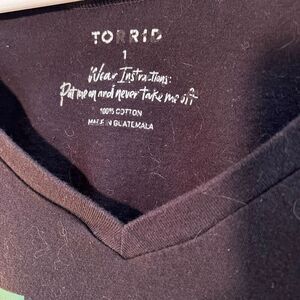 TORRID
1
Wear Instructions:
Put me on and never take me off
100% COTTON
MADE IN GUATEMALA